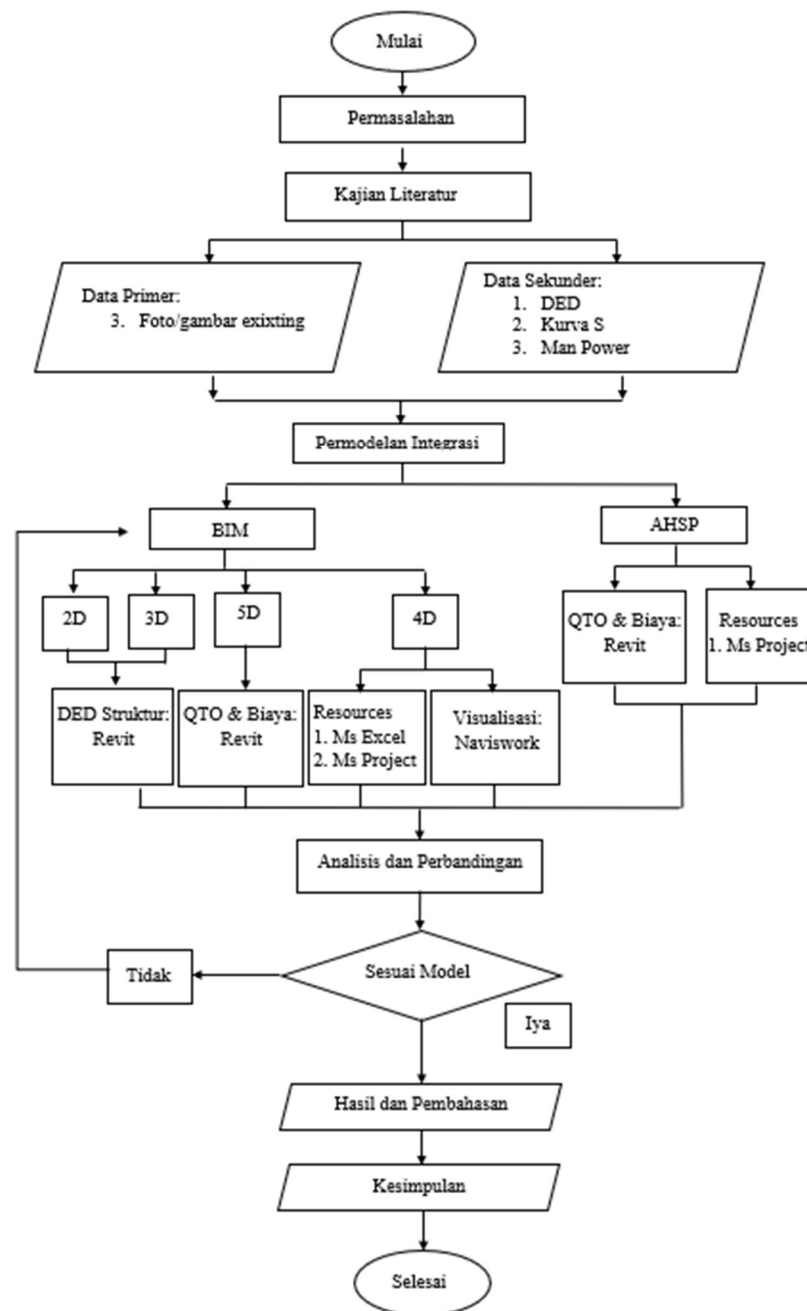 Mulai
Permasalahan
Kajian Literatur
Data Primer:
3. Foto/gambar exixting
Data Sekunder:
1. DED
2. Kurva S
3. Man Power
Permodelan Integrasi
BIM
AHSP
2D
3D
5D
4D
QTO & Biaya:
Revit
Resources
1. Ms Project
DED Struktur:
Revit
QTO & Biaya:
Revit
Resources
1. Ms Excel
2. Ms Project
Visualisasi:
Naviswork
Analisis dan Perbandingan
Sesuai Model
Tidak
Iya
Hasil dan Pembahasan
Kesimpulan
Selesai